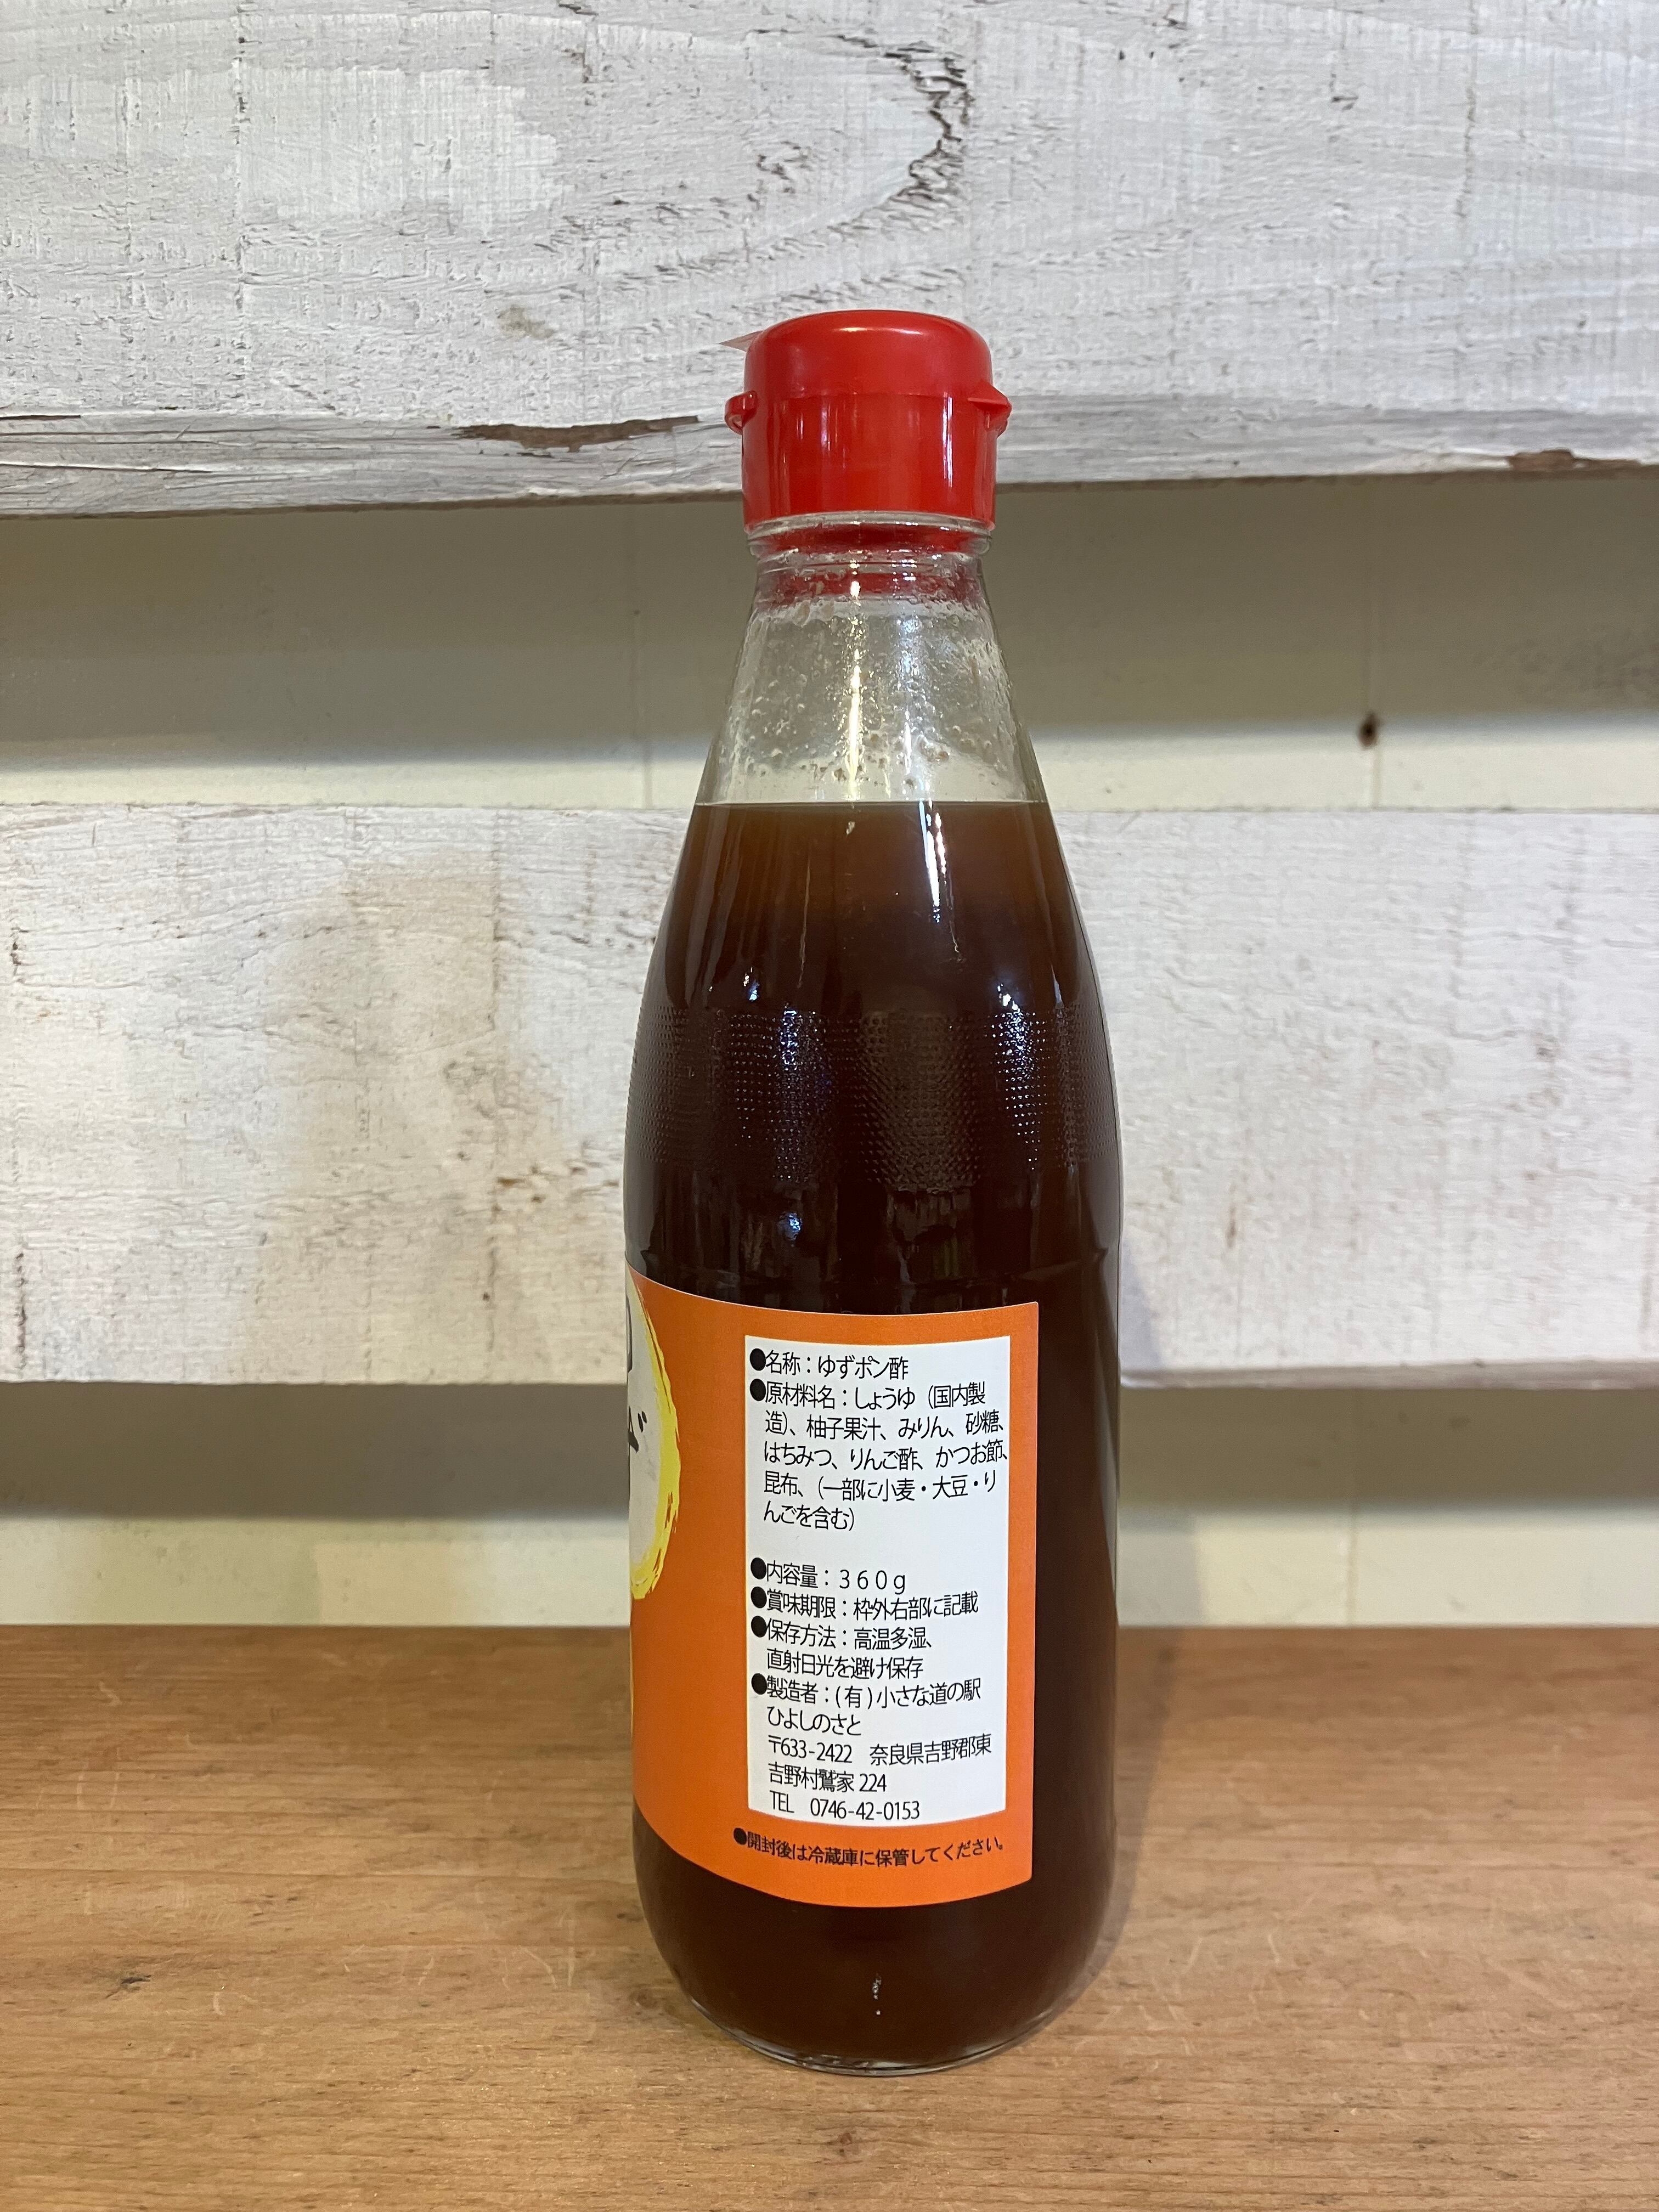 ●名称：ゆずポン酢
●原材料名：しょうゆ（国内製
造）、柚子果汁、みりん、砂糖、
はちみつ、りんご酢、かつお節、
昆布、（一部に小麦・大豆・り
んごを含む）
●内容量：３６０ｇ
●賞味期限：枠外右部に記載
●保存方法：高温多湿、
直射日光を避け保存
●製造者：(有)小さな道の駅
ひよしのさと
〒633-2422　奈良県吉野郡東
吉野村鷲家 224
TEL　0746-42-0153
●開封後は冷蔵庫に保管してください。